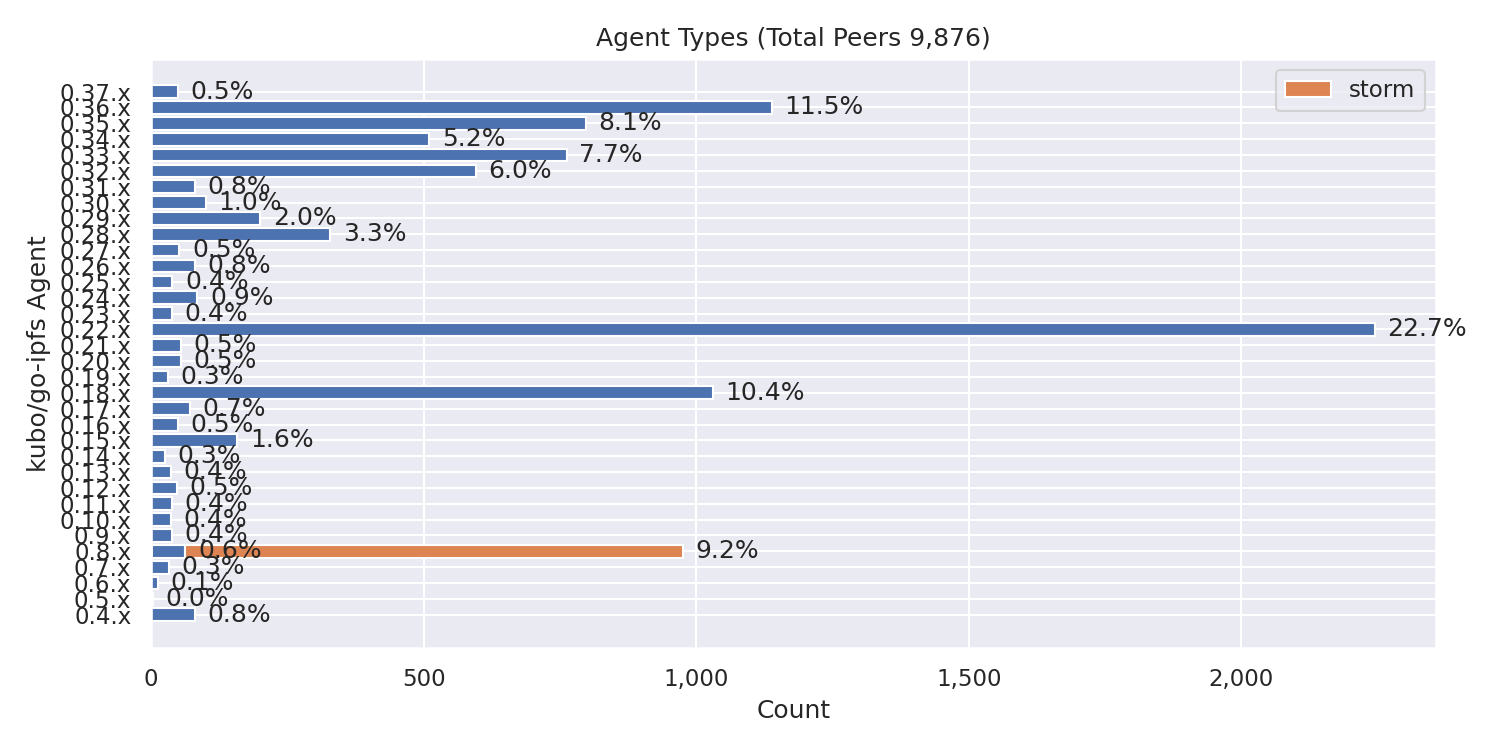 Agent Types (Total Peers 9,876)
storm
kubo/go-ipfs Agent
0.37.x 0.5%
0.36.x 11.5%
0.35.x 8.1%
0.34.x 5.2%
0.33.x 7.7%
0.32.x 6.0%
0.31.x 0.8%
0.30.x 1.0%
0.29.x 2.0%
0.28.x 3.3%
0.27.x 0.5%
0.26.x 0.8%
0.25.x 0.4%
0.24.x 0.9%
0.23.x 0.4%
0.22.x 22.7%
0.21.x 0.5%
0.20.x 0.5%
0.19.x 0.3%
0.18.x 10.4%
0.17.x 0.7%
0.16.x 0.5%
0.15.x 1.6%
0.14.x 0.3%
0.13.x 0.4%
0.12.x 0.5%
0.11.x 0.4%
0.10.x 0.4%
0.9.x 0.4%
0.8.x 0.6% 9.2%
0.7.x 0.3%
0.6.x 0.1%
0.5.x 0.0%
0.4.x 0.8%
0 500 1,000 1,500 2,000
Count